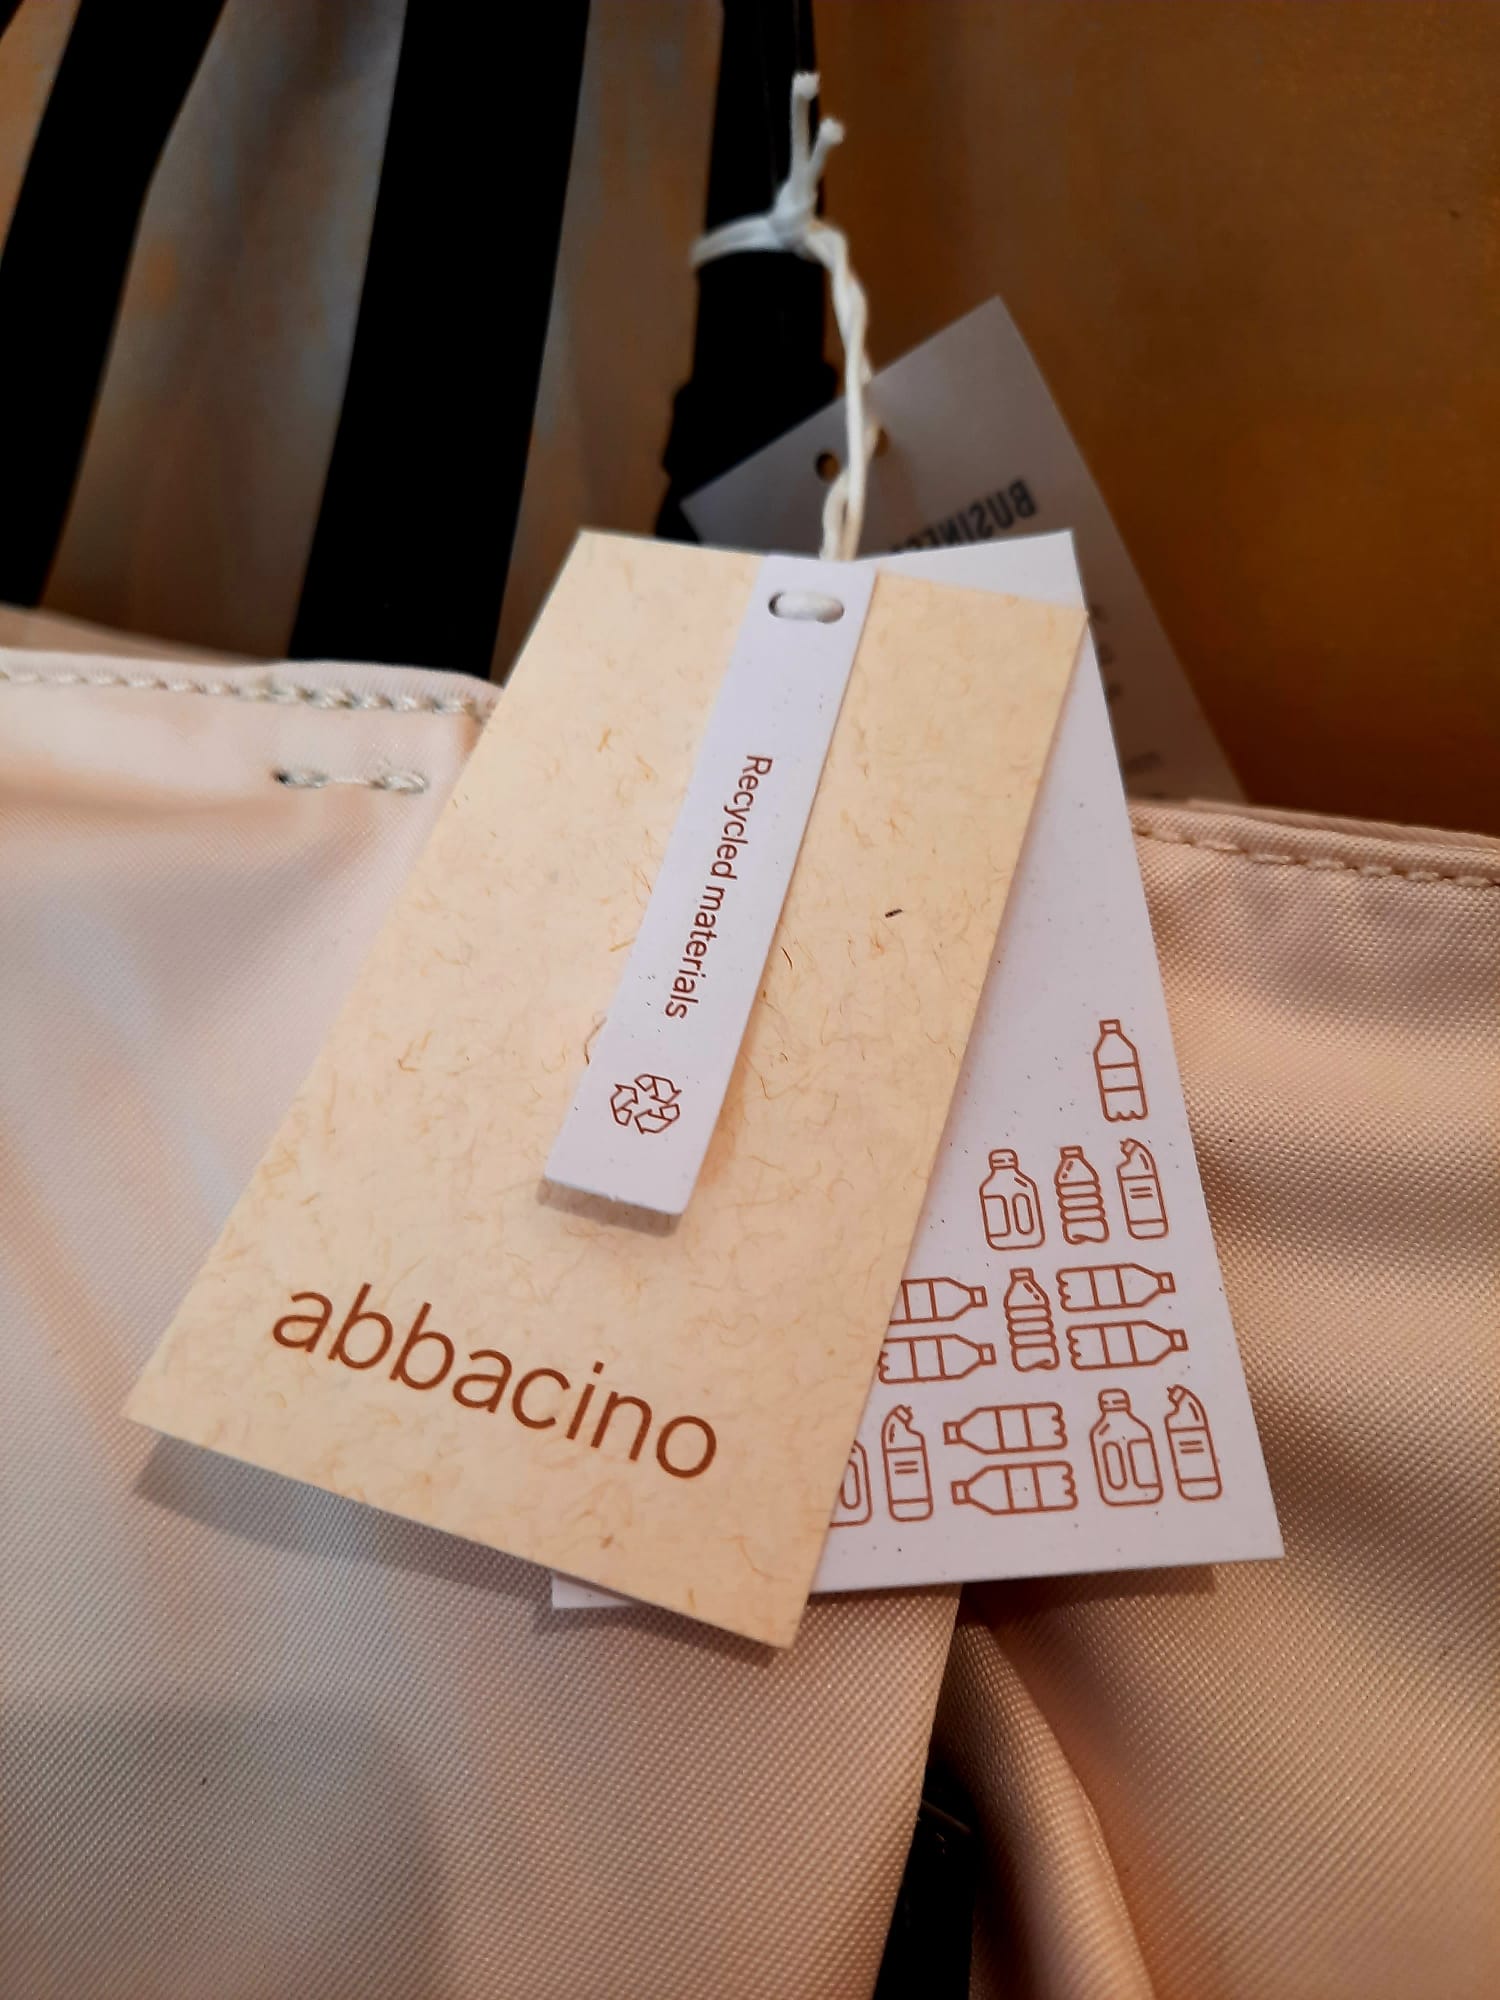 Recycled materials
abbacino